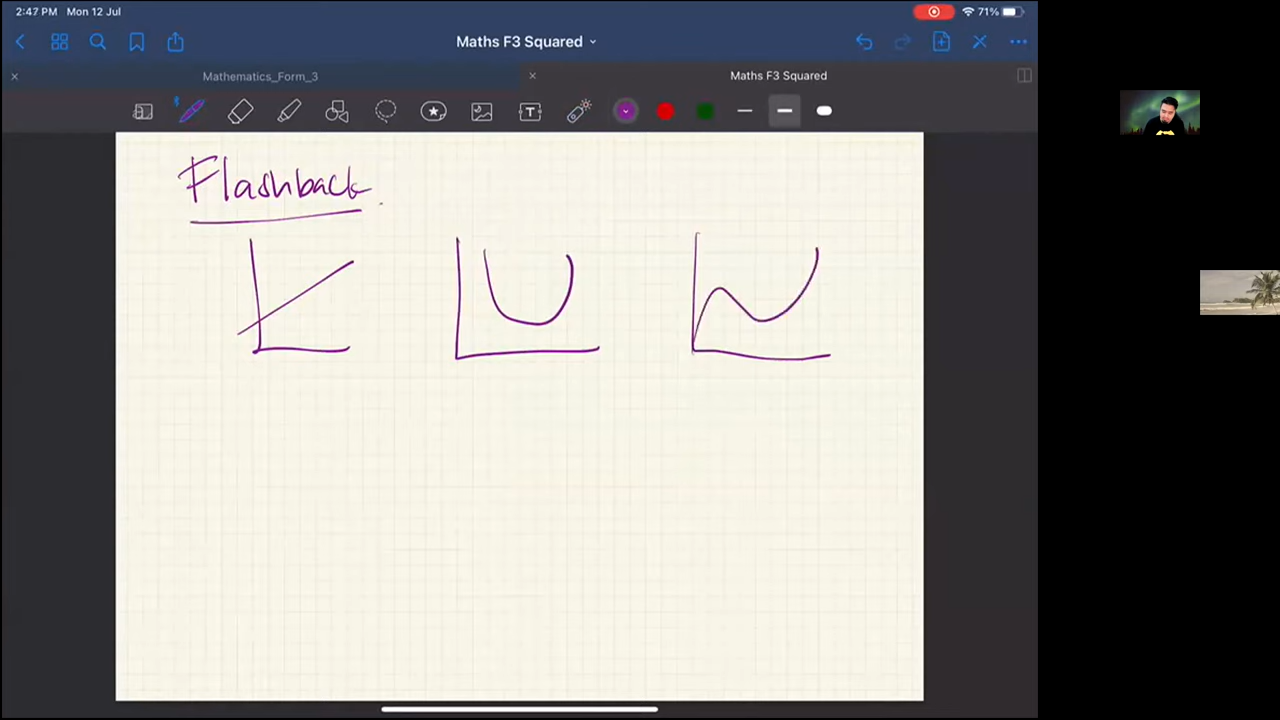 2:47 PM Mon 12 Jul
71%
Maths F3 Squared
Mathematics_Form_3
Maths F3 Squared
T
Flashback